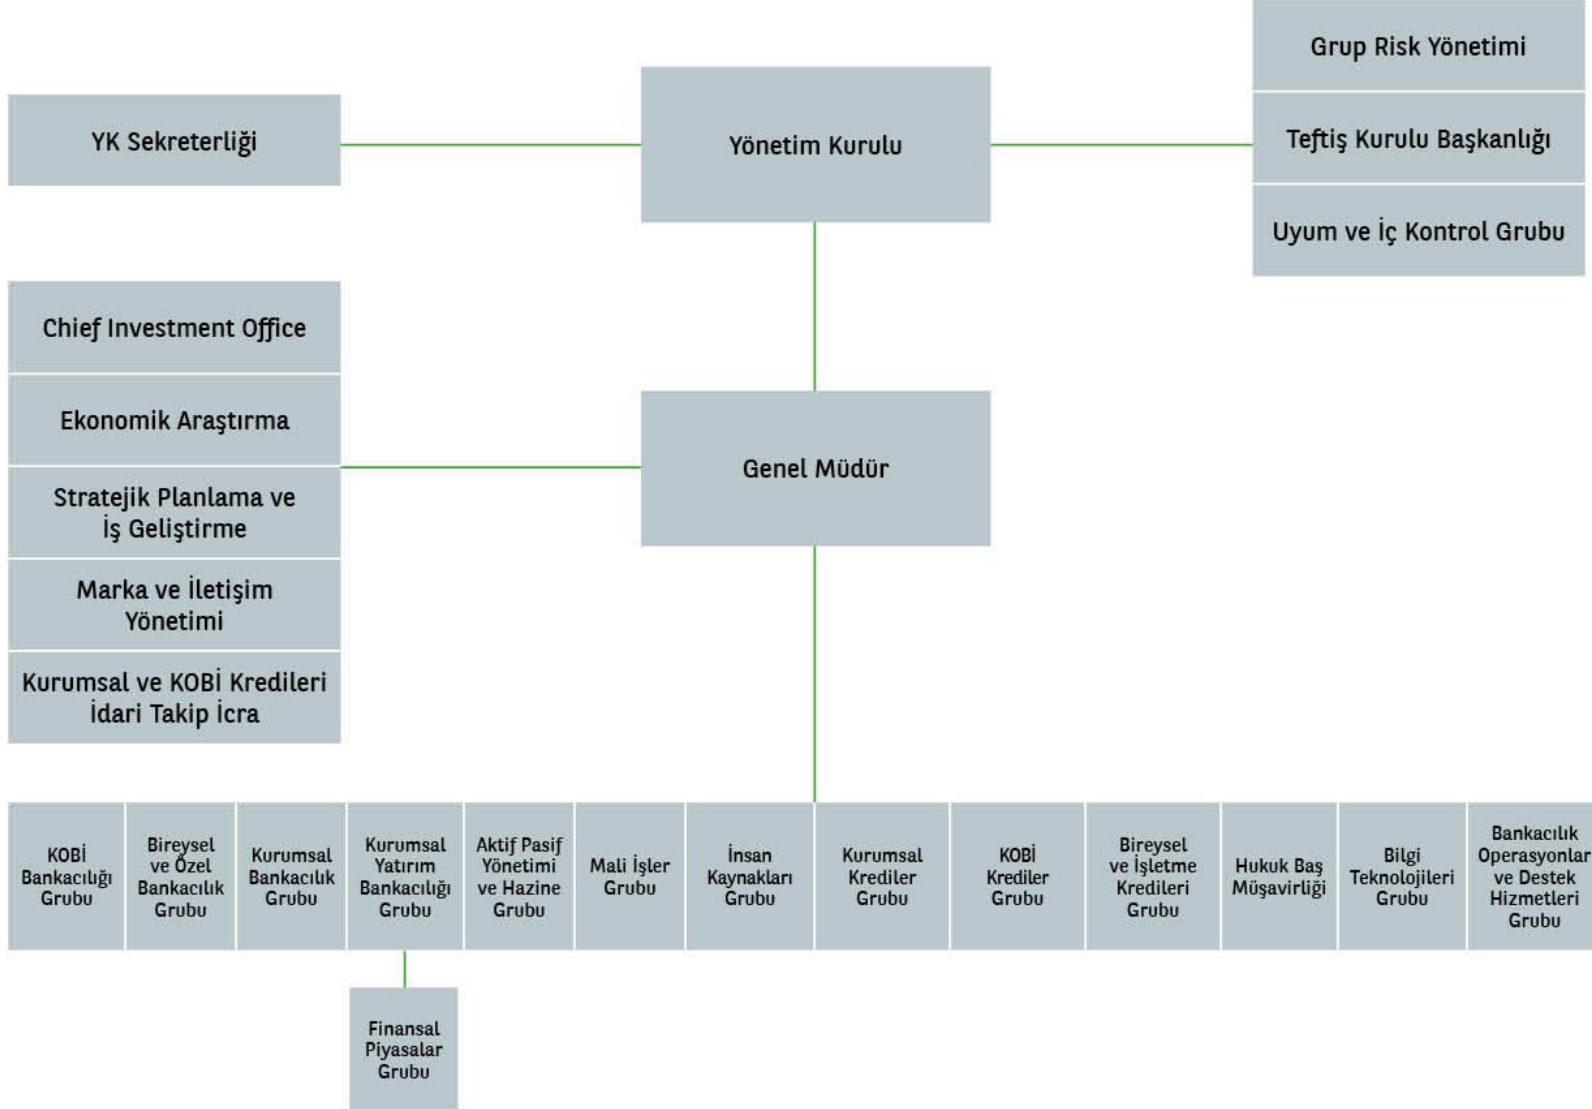 Grup Risk Yönetimi
YK Sekreterliği
Yönetim Kurulu
Teftiş Kurulu Başkanlığı
Uyum ve İç Kontrol Grubu
Chief Investment Office
Ekonomik Araştırma
Stratejik Planlama ve
İş Geliştirme
Marka ve İletişim
Yönetimi
Kurumsal ve KOBİ Kredileri
İdari Takip İcra
Genel Müdür
KOBİ
Bankacılığı
Grubu
Bireysel
ve Özel
Bankacılık
Grubu
Kurumsal
Bankacılık
Grubu
Kurumsal
Yatırım
Bankacılığı
Grubu
Aktif Pasif
Yönetimi
ve Hazine
Grubu
Mali İşler
Grubu
İnsan
Kaynakları
Grubu
Kurumsal
Krediler
Grubu
KOBİ
Krediler
Grubu
Bireysel
ve İşletme
Kredileri
Grubu
Hukuk Baş
Müşavirliği
Bilgi
Teknolojileri
Grubu
Bankacılık
Operasyonlar
ve Destek
Hizmetleri
Grubu
Finansal
Piyasalar
Grubu